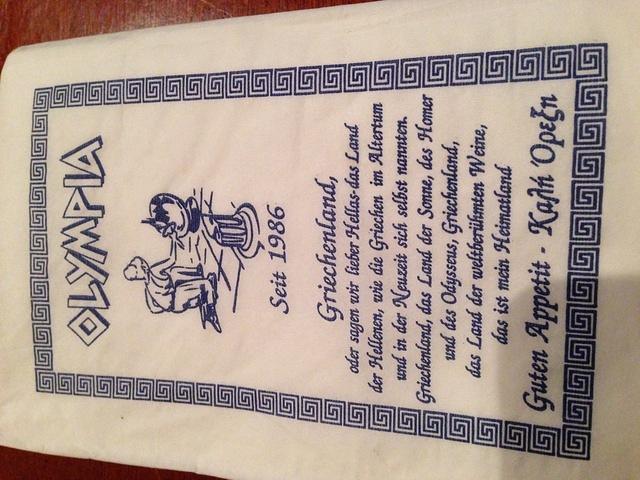 OLYMPIA
Seit 1986
Griechenland,
oder sagen wir lieber Hellas-das Land
der Hellenen, wie die Griechen im Altertum
und in der Neuzeit sich selbst nannten.
Griechenland, das Land der Sonne, des Homer
und des Odysseus, Griechenland,
das Land der weltberühmten Weine,
das ist mein Heimatland
Guten Appetit - Καλή Όρεξη